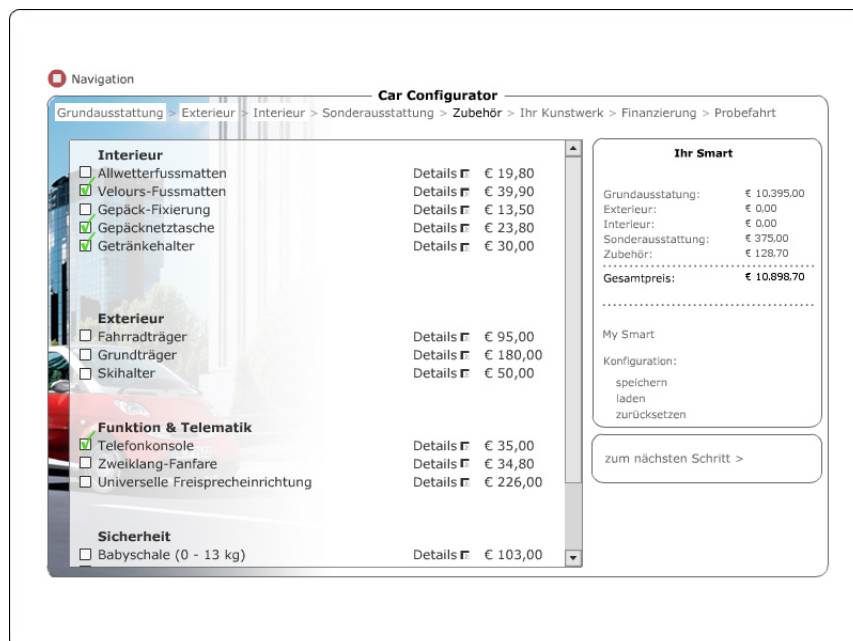 Navigation
Car Configurator
Grundausstattung > Exterieur > Interieur > Sonderausstattung > Zubehör > Ihr Kunstwerk > Finanzierung > Probefahrt
Interieur
Allwetterfussmatten Details € 19,80
Velours-Fussmatten Details € 39,90
Gepäck-Fixierung Details € 13,50
Gepäcknetztasche Details € 23,80
Getränkehalter Details € 30,00
Exterieur
Fahrradträger Details € 95,00
Grundträger Details € 180,00
Skihalter Details € 50,00
Funktion & Telematik
Telefonkonsole Details € 35,00
Zweiklang-Fanfare Details € 34,80
Universelle Freisprecheinrichtung Details € 226,00
Sicherheit
Babyschale (0 - 13 kg) Details € 103,00
Ihr Smart
Grundausstatung: € 10.395,00
Exterieur: € 0,00
Interieur: € 0,00
Sonderausstattung: € 375,00
Zubehör: € 128,70
Gesamtpreis: € 10.898,70
My Smart
Konfiguration:
speichern
laden
zurücksetzen
zum nächsten Schritt >